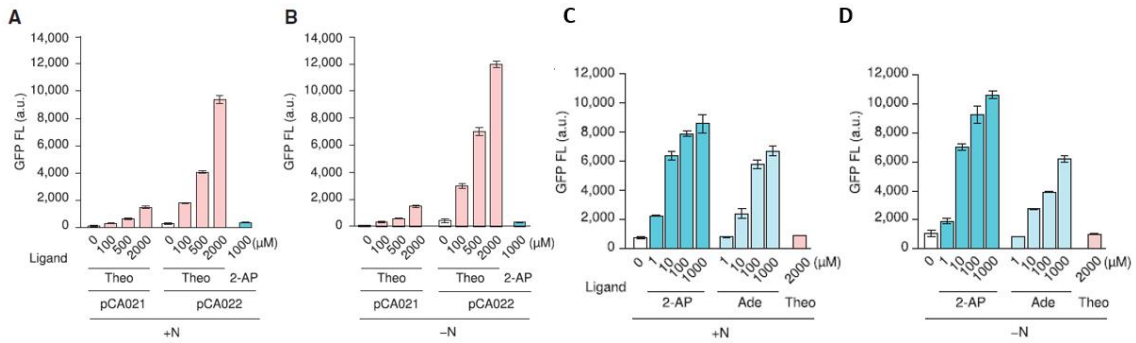 A
14,000
12,000
10,000
8,000
6,000
4,000
2,000
0
GFP FL (a.u.)
Ligand
0 100 500 2000 0 100 500 2000 1000 (μM)
Theo Theo 2-AP
pCA021 pCA022
+N
B
14,000
12,000
10,000
8,000
6,000
4,000
2,000
0
GFP FL (a.u.)
Ligand
0 100 500 2000 0 100 500 2000 1000 (μM)
Theo Theo 2-AP
pCA021 pCA022
−N
C
12,000
10,000
8,000
6,000
4,000
2,000
0
GFP FL (a.u.)
Ligand
0 1 10 100 1000 1 10 100 1000 2000 (μM)
2-AP Ade Theo
+N
D
12,000
10,000
8,000
6,000
4,000
2,000
0
GFP FL (a.u.)
Ligand
0 1 10 100 1000 1 10 100 1000 2000 (μM)
2-AP Ade Theo
−N